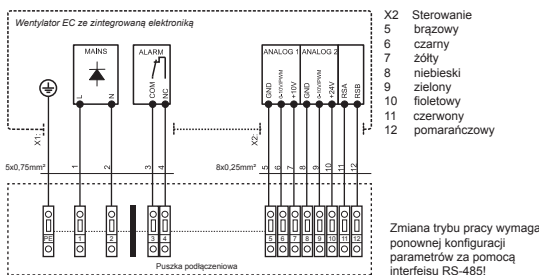 Wentylator EC ze zintegrowaną elektroniką
MAINS
ALARM
ANALOG 1
ANALOG 2
L
N
COM
NC
GND
0-10V/PWM
+10V
GND
0-10V/PWM
+24V
RSA
RSB
X1:
X2:
5x0,75mm²
1
2
3
4
8x0,25mm²
5
6
7
8
9
10
11
12
PE
1
2
3
4
5
6
7
8
9
10
11
12
Puszka podłączeniowa
X2 Sterowanie
5 brązowy
6 czarny
7 żółty
8 niebieski
9 zielony
10 fioletowy
11 czerwony
12 pomarańczowy
Zmiana trybu pracy wymaga
ponownej konfiguracji
parametrów za pomocą
interfejsu RS-485!